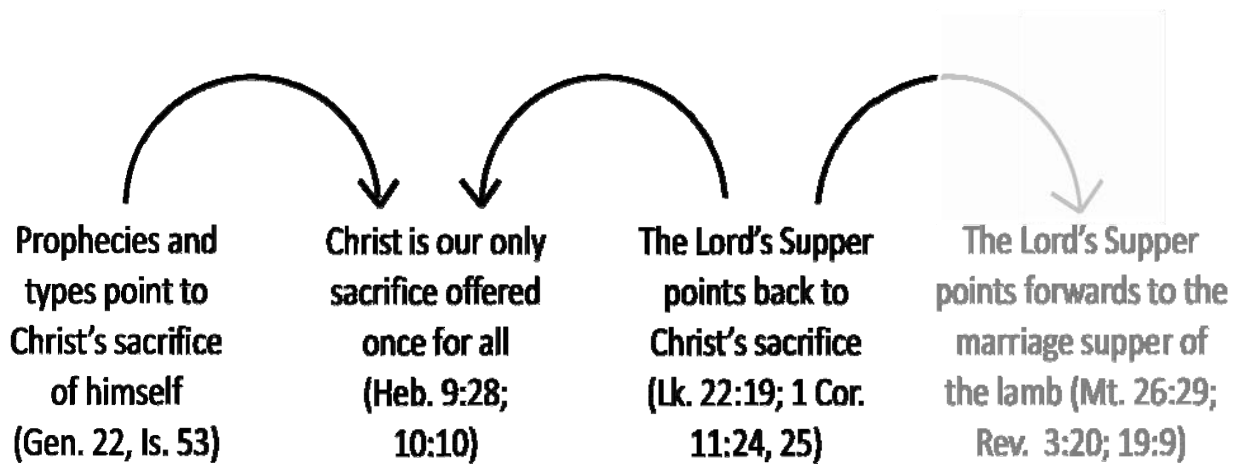 Prophecies and
types point to
Christ's sacrifice
of himself
(Gen. 22, Is. 53)
Christ is our only
sacrifice offered
once for all
(Heb. 9:28;
10:10)
The Lord's Supper
points back to
Christ's sacrifice
(Lk. 22:19; 1 Cor.
11:24, 25)
The Lord's Supper
points forwards to the
marriage supper of
the lamb (Mt. 26:29;
Rev. 3:20; 19:9)